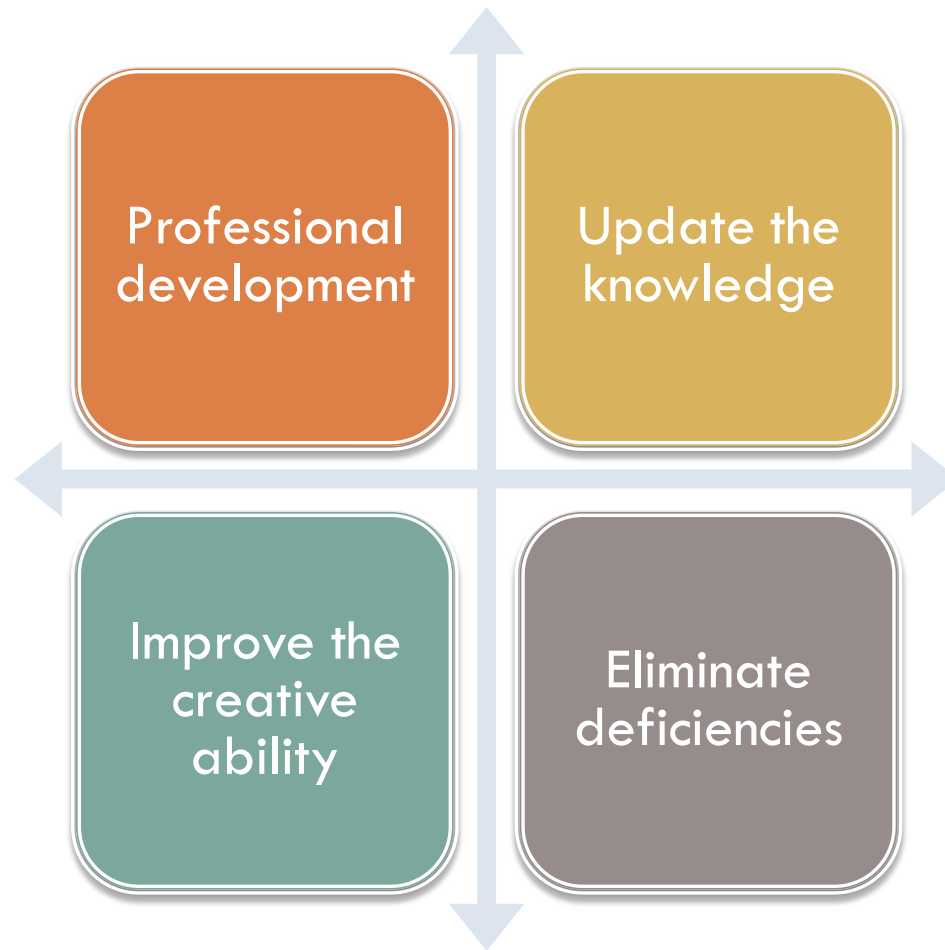 Professional
development
Update the
knowledge
Improve the
creative
ability
Eliminate
deficiencies